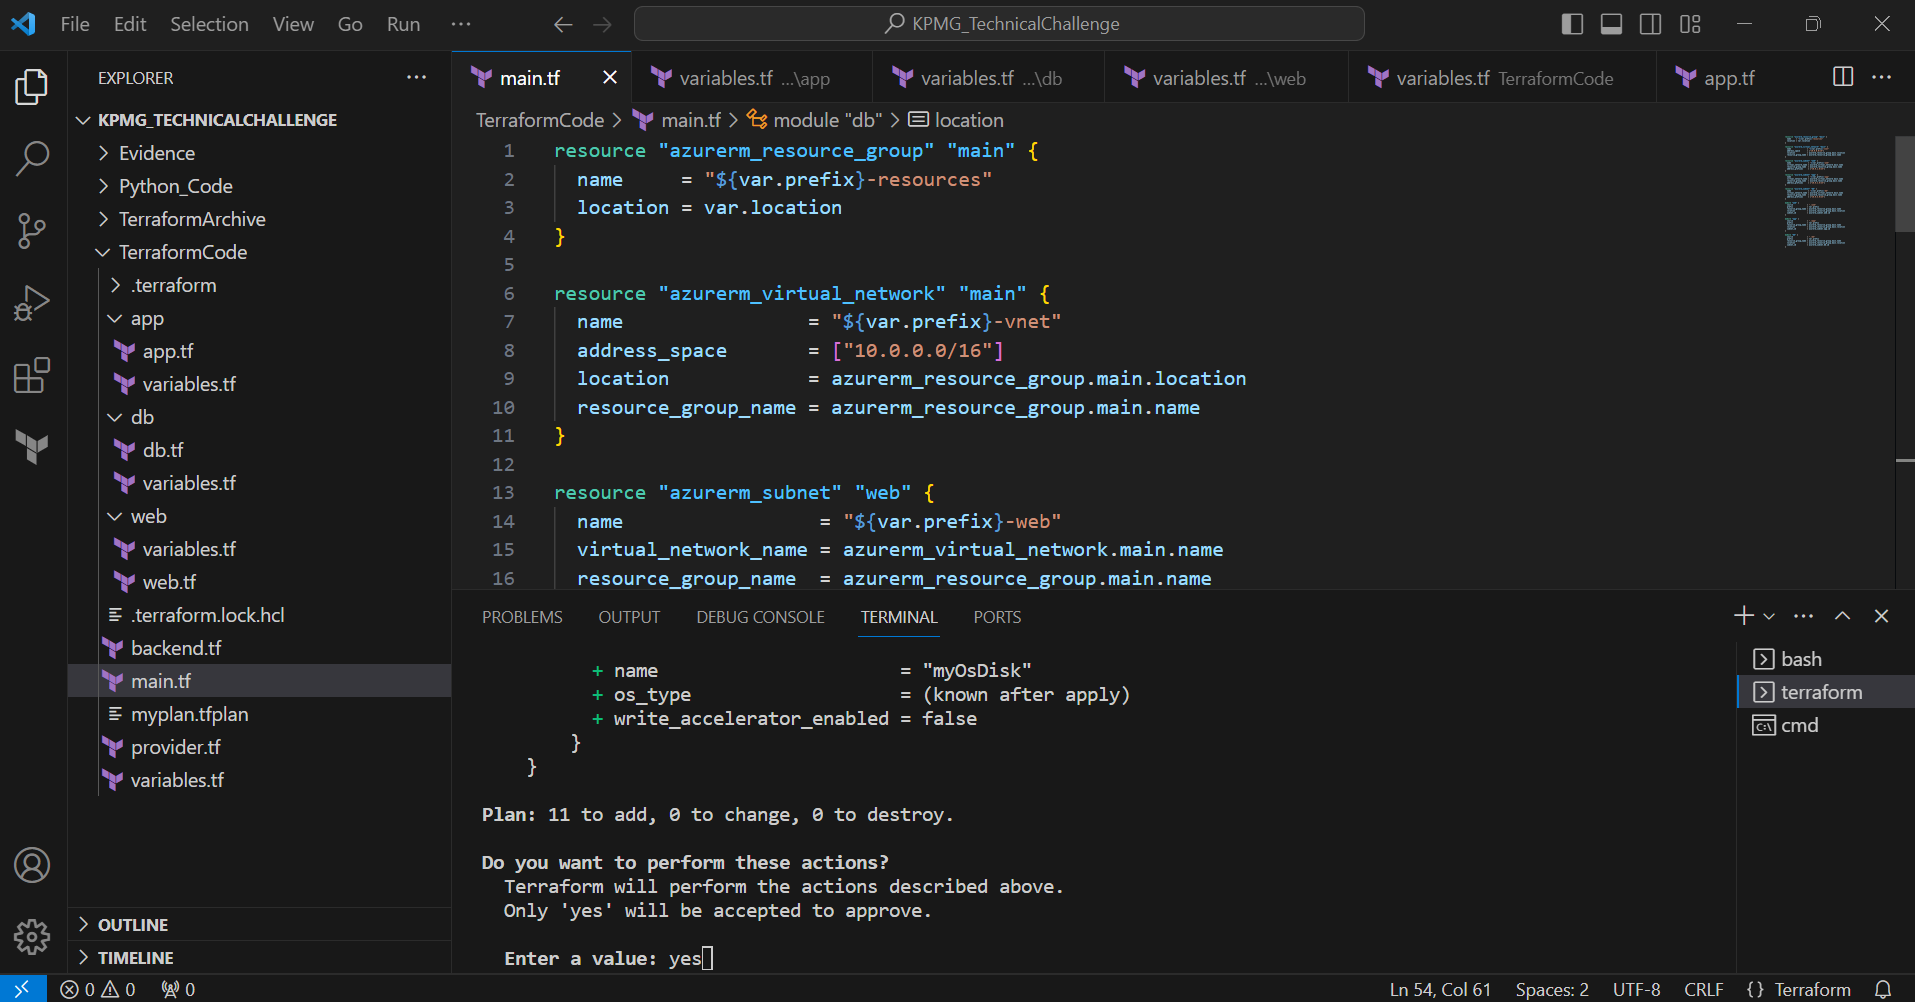 File Edit Selection View Go Run ··· KPMG_TechnicalChallenge
EXPLORER ···
KPMG_TECHNICALCHALLENGE
Evidence
Python_Code
TerraformArchive
TerraformCode
.terraform
app
app.tf
variables.tf
db
db.tf
variables.tf
web
variables.tf
web.tf
.terraform.lock.hcl
backend.tf
main.tf
myplan.tfplan
provider.tf
variables.tf
OUTLINE
TIMELINE
main.tf variables.tf ...\app variables.tf ...\db variables.tf ...\web variables.tf TerraformCode app.tf ···
TerraformCode > main.tf > module "db" > location
1 resource "azurerm_resource_group" "main" {
2 name = "${var.prefix}-resources"
3 location = var.location
4 }
5
6 resource "azurerm_virtual_network" "main" {
7 name = "${var.prefix}-vnet"
8 address_space = ["10.0.0.0/16"]
9 location = azurerm_resource_group.main.location
10 resource_group_name = azurerm_resource_group.main.name
11 }
12
13 resource "azurerm_subnet" "web" {
14 name = "${var.prefix}-web"
15 virtual_network_name = azurerm_virtual_network.main.name
16 resource_group_name = azurerm_resource_group.main.name
PROBLEMS OUTPUT DEBUG CONSOLE TERMINAL PORTS
+ name = "myOsDisk"
+ os_type = (known after apply)
+ write_accelerator_enabled = false
}
}
Plan: 11 to add, 0 to change, 0 to destroy.
Do you want to perform these actions?
Terraform will perform the actions described above.
Only 'yes' will be accepted to approve.
Enter a value: yes
bash
terraform
cmd
0 0 0 Ln 54, Col 61 Spaces: 2 UTF-8 CRLF {} Terraform